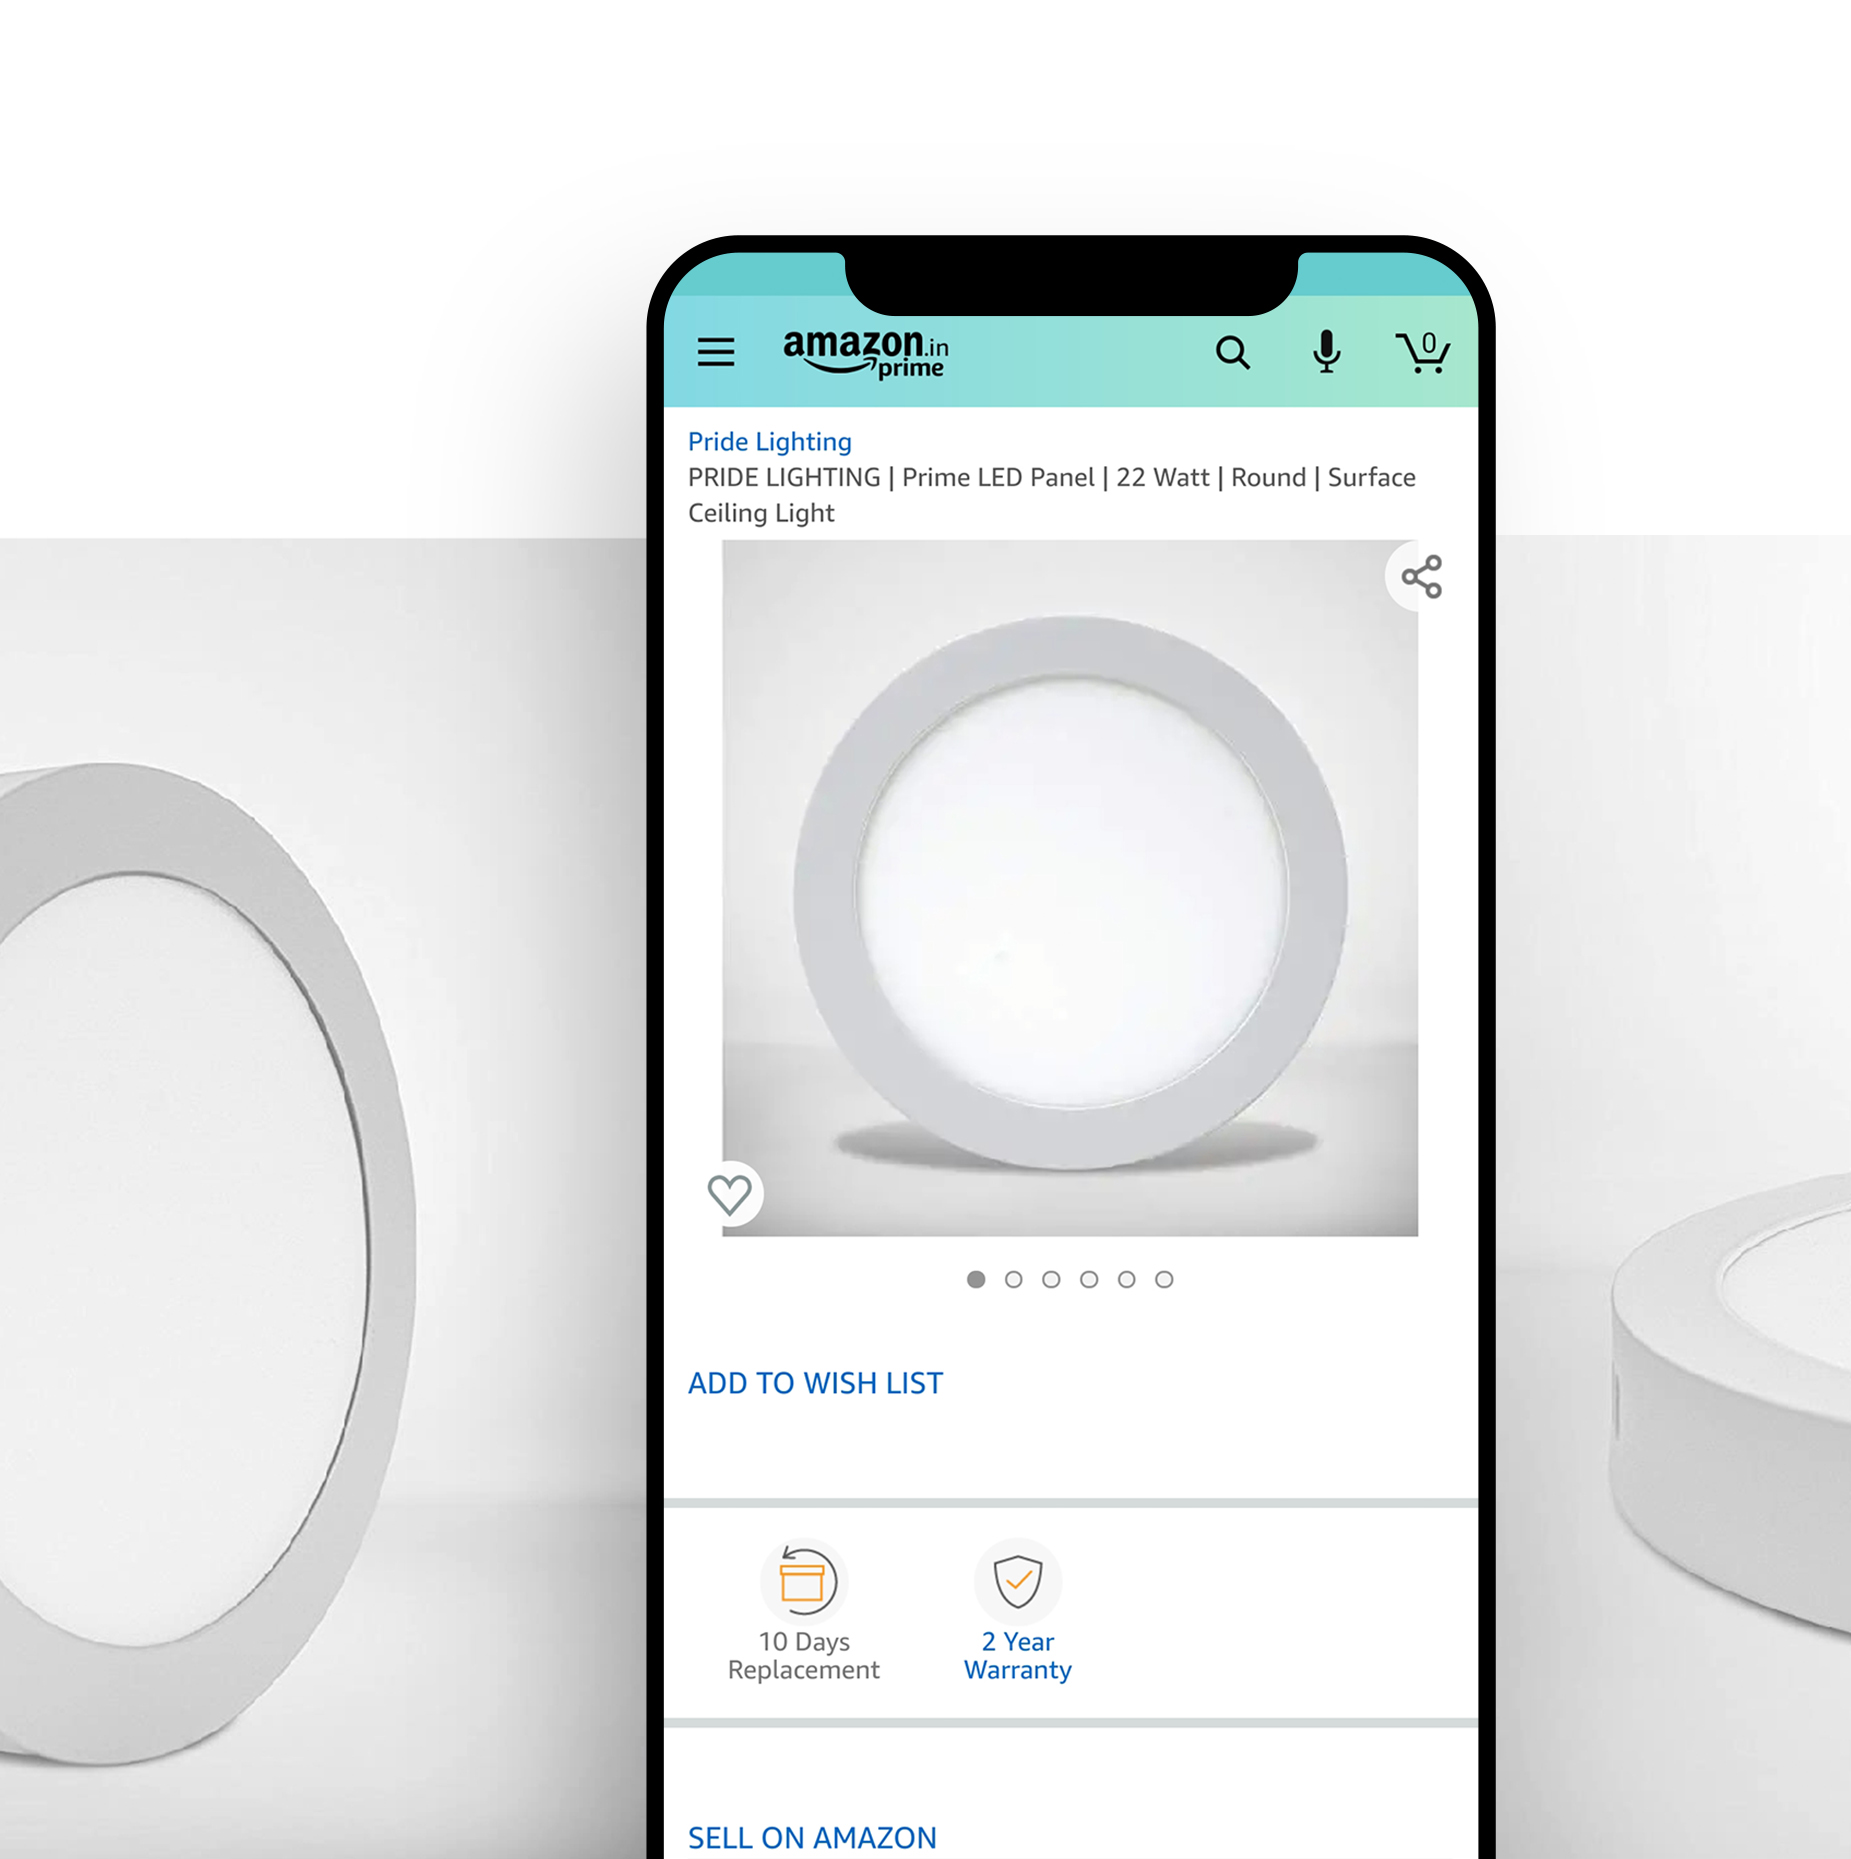 amazon.in
prime
0
Pride Lighting
PRIDE LIGHTING | Prime LED Panel | 22 Watt | Round | Surface
Ceiling Light
ADD TO WISH LIST
10 Days
Replacement
2 Year
Warranty
SELL ON AMAZON